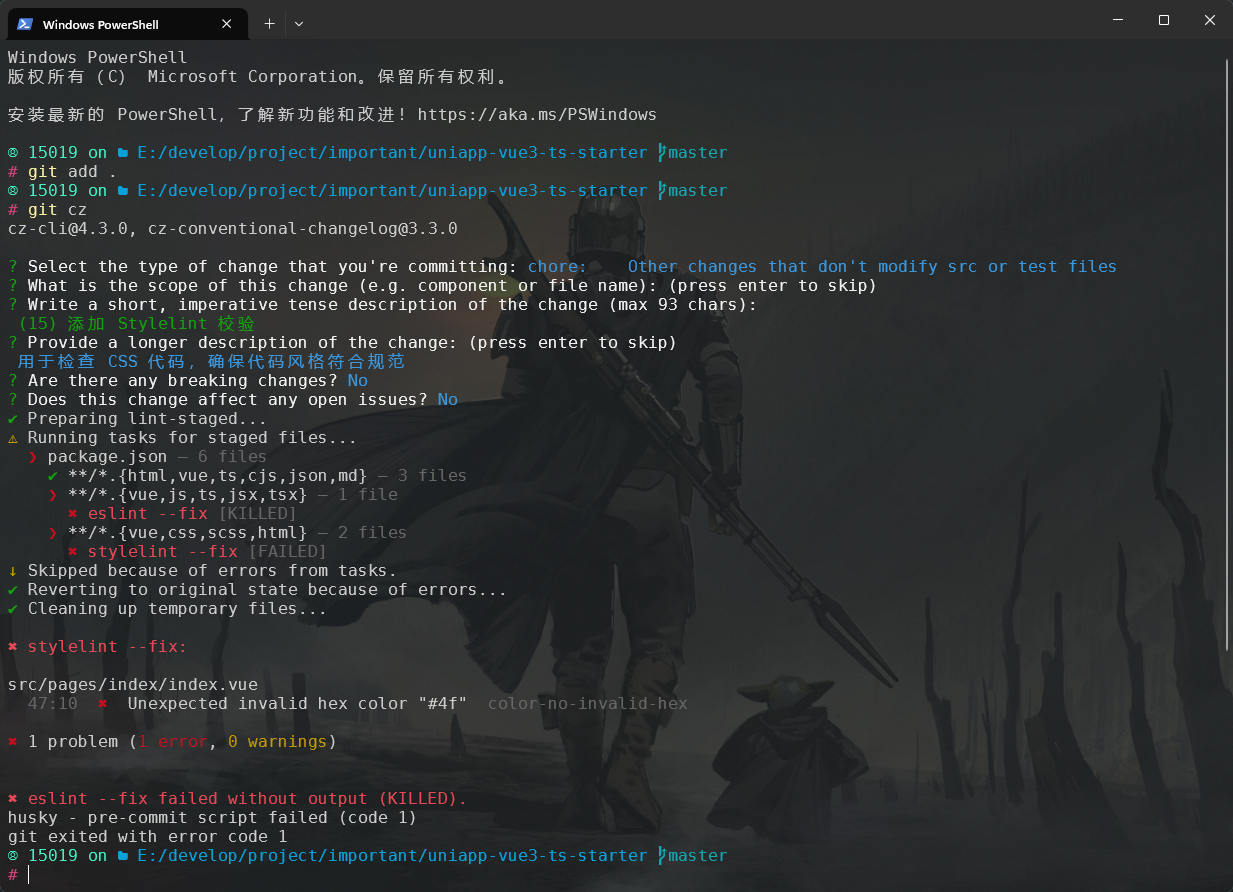 Windows PowerShell
Windows PowerShell
版权所有 (C) Microsoft Corporation。保留所有权利。
安装最新的 PowerShell,了解新功能和改进!https://aka.ms/PSWindows
15019 on E:/develop/project/important/uniapp-vue3-ts-starter master
# git add .
15019 on E:/develop/project/important/uniapp-vue3-ts-starter master
# git cz
cz-cli@4.3.0, cz-conventional-changelog@3.3.0
? Select the type of change that you're committing: chore:    Other changes that don't modify src or test files
? What is the scope of this change (e.g. component or file name): (press enter to skip)
? Write a short, imperative tense description of the change (max 93 chars):
(15) 添加 Stylelint 校验
? Provide a longer description of the change: (press enter to skip)
用于检查 CSS 代码,确保代码风格符合规范
? Are there any breaking changes? No
? Does this change affect any open issues? No
✔ Preparing lint-staged...
⚠ Running tasks for staged files...
❯ package.json — 6 files
✔ **/*.{html,vue,ts,cjs,json,md} — 3 files
❯ **/*.{vue,js,ts,jsx,tsx} — 1 file
✖ eslint --fix [KILLED]
❯ **/*.{vue,css,scss,html} — 2 files
✖ stylelint --fix [FAILED]
↓ Skipped because of errors from tasks.
✔ Reverting to original state because of errors...
✔ Cleaning up temporary files...
✖ stylelint --fix:
src/pages/index/index.vue
47:10 ✖ Unexpected invalid hex color "#4f" color-no-invalid-hex
✖ 1 problem (1 error, 0 warnings)
✖ eslint --fix failed without output (KILLED).
husky - pre-commit script failed (code 1)
git exited with error code 1
15019 on E:/develop/project/important/uniapp-vue3-ts-starter master
#